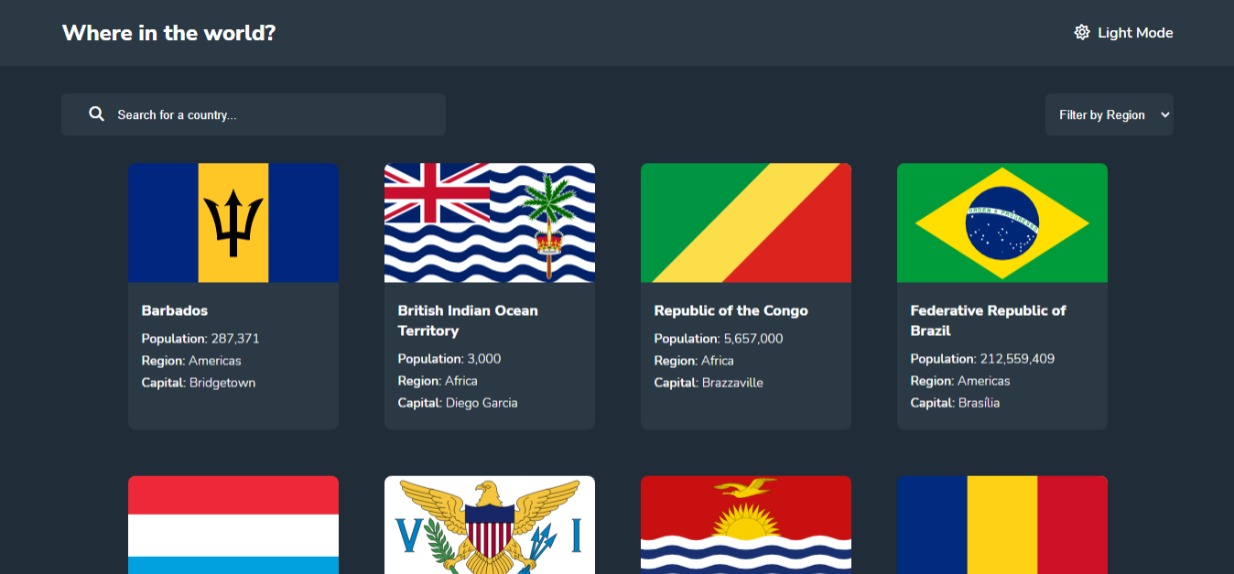 Where in the world?
Light Mode
Search for a country...
Filter by Region
Barbados
Population: 287,371
Region: Americas
Capital: Bridgetown
British Indian Ocean
Territory
Population: 3,000
Region: Africa
Capital: Diego Garcia
Republic of the Congo
Population: 5,657,000
Region: Africa
Capital: Brazzaville
Federative Republic of
Brazil
Population: 212,559,409
Region: Americas
Capital: Brasília
V I